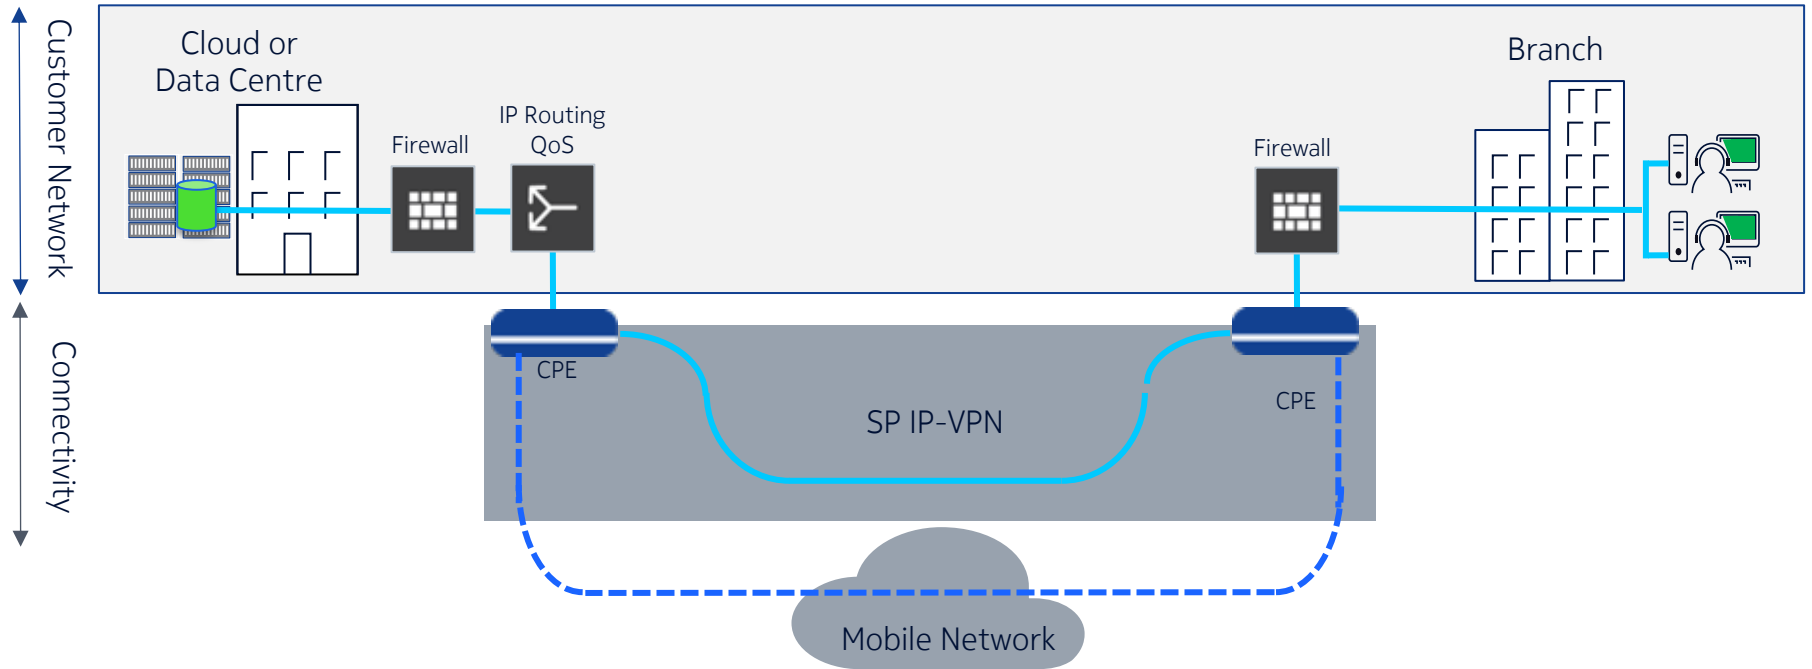 Customer Network
Cloud or
Data Centre
Firewall
IP Routing
QoS
Firewall
Branch
Connectivity
CPE
SP IP-VPN
CPE
Mobile Network